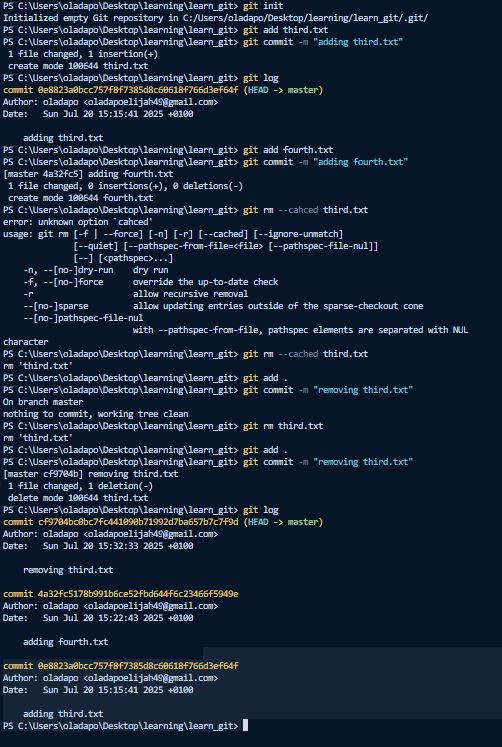 PS C:\Users\oladapo\Desktop\learning\learn_git> git init
Initialized empty Git repository in C:/Users/oladapo/Desktop/learning/learn_git/.git/
PS C:\Users\oladapo\Desktop\learning\learn_git> git add third.txt
PS C:\Users\oladapo\Desktop\learning\learn_git> git commit -m "adding third.txt"
 1 file changed, 1 insertion(+)
 create mode 100644 third.txt
PS C:\Users\oladapo\Desktop\learning\learn_git> git log
commit 0e8823a0bcc757f8f7385d8c60618f766d3ef64f (HEAD -> master)
Author: oladapo <oladapoelijah49@gmail.com>
Date:   Sun Jul 20 15:15:41 2025 +0100

    adding third.txt
PS C:\Users\oladapo\Desktop\learning\learn_git> git add fourth.txt
PS C:\Users\oladapo\Desktop\learning\learn_git> git commit -m "adding fourth.txt"
[master 4a32fc5] adding fourth.txt
 1 file changed, 0 insertions(+), 0 deletions(-)
 create mode 100644 fourth.txt
PS C:\Users\oladapo\Desktop\learning\learn_git> git rm --cahced third.txt
error: unknown option `cahced'
usage: git rm [-f | --force] [-n] [-r] [--cached] [--ignore-unmatch]
              [--quiet] [--pathspec-from-file=<file> [--pathspec-file-nul]]
              [--] [<pathspec>...]
    -n, --[no-]dry-run    dry run
    -f, --[no-]force      override the up-to-date check
    -r                    allow recursive removal
    --[no-]sparse         allow updating entries outside of the sparse-checkout cone
    --[no-]pathspec-file-nul
                          with --pathspec-from-file, pathspec elements are separated with NUL
character
PS C:\Users\oladapo\Desktop\learning\learn_git> git rm --cached third.txt
rm 'third.txt'
PS C:\Users\oladapo\Desktop\learning\learn_git> git add .
PS C:\Users\oladapo\Desktop\learning\learn_git> git commit -m "removing third.txt"
On branch master
nothing to commit, working tree clean
PS C:\Users\oladapo\Desktop\learning\learn_git> git rm third.txt
rm 'third.txt'
PS C:\Users\oladapo\Desktop\learning\learn_git> git add .
PS C:\Users\oladapo\Desktop\learning\learn_git> git commit -m "removing third.txt"
[master cf9704b] removing third.txt
 1 file changed, 1 deletion(-)
 delete mode 100644 third.txt
PS C:\Users\oladapo\Desktop\learning\learn_git> git log
commit cf9704bc0bc7fc441090b71992d7ba657b7c7f9d (HEAD -> master)
Author: oladapo <oladapoelijah49@gmail.com>
Date:   Sun Jul 20 15:32:33 2025 +0100

    removing third.txt

commit 4a32fc5178b991b6ce52fbd644f6c23466f5949e
Author: oladapo <oladapoelijah49@gmail.com>
Date:   Sun Jul 20 15:22:43 2025 +0100

    adding fourth.txt

commit 0e8823a0bcc757f8f7385d8c60618f766d3ef64f
Author: oladapo <oladapoelijah49@gmail.com>
Date:   Sun Jul 20 15:15:41 2025 +0100

    adding third.txt
PS C:\Users\oladapo\Desktop\learning\learn_git>